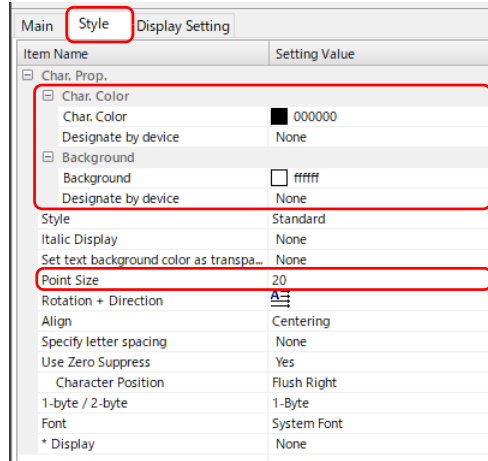 Main Style Display Setting
Item Name Setting Value
Char. Prop.
Char. Color
Char. Color 000000
Designate by device None
Background
Background ffffff
Designate by device None
Style Standard
Italic Display None
Set text background color as transpa... None
Point Size 20
Rotation + Direction A
Align Centering
Specify letter spacing None
Use Zero Suppress Yes
Character Position Flush Right
1-byte / 2-byte 1-Byte
Font System Font
* Display None